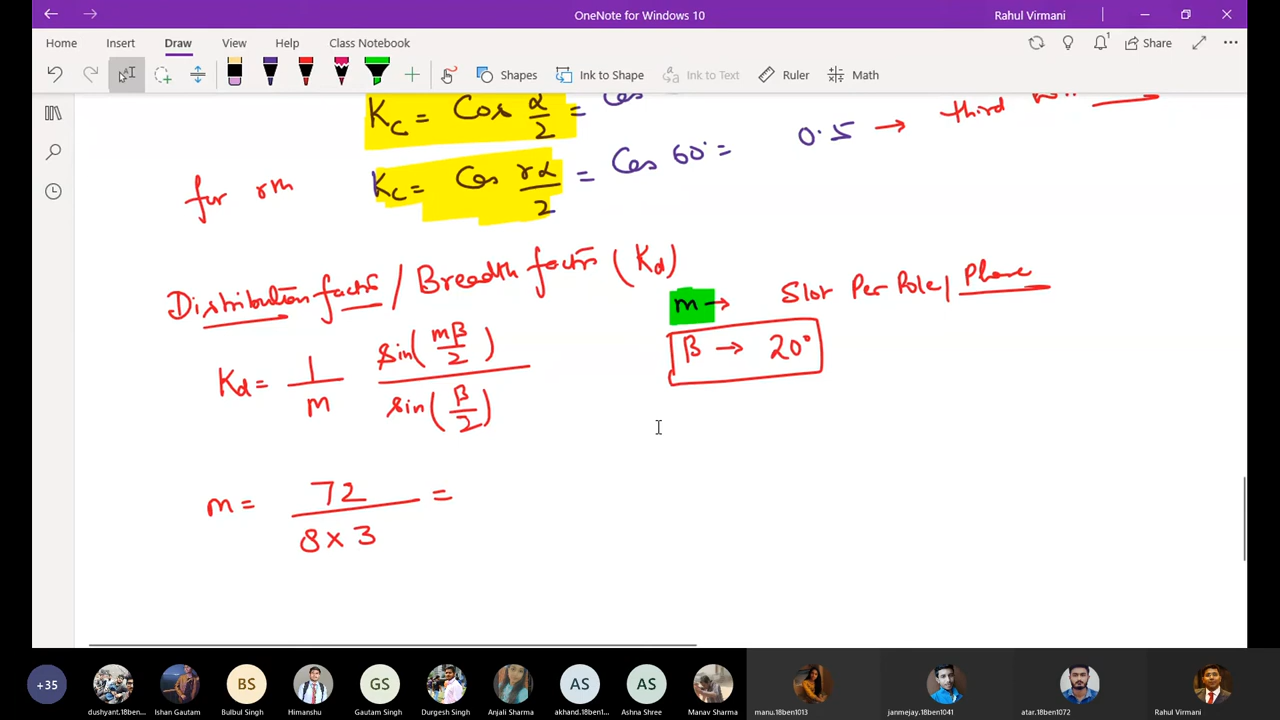 OneNote for Windows 10
Rahul Virmani
Home Insert Draw View Help Class Notebook
Share
Shapes Ink to Shape Ink to Text Ruler Math
Kc = Cos α/2 = Cos
0.5 → third
for rm Kc = Cos rα/2 = Cos 60° =
Distribution factor / Breadth factor (Kd)
m → Slot Per Pole / Phase
Kd = 1/m sin(mβ/2) / sin(β/2)
β → 20°
m = 72 / 8 × 3 =
+35 BS GS AS AS
dushyant.18ben... Ishan Gautam Bulbul Singh Himanshu Gautam Singh Durgesh Singh Anjali Sharma akhand.18ben1... Ashna Shree Manav Sharma manu.18ben1013 janmejay.18ben1041 atar.18ben1072 Rahul Virmani